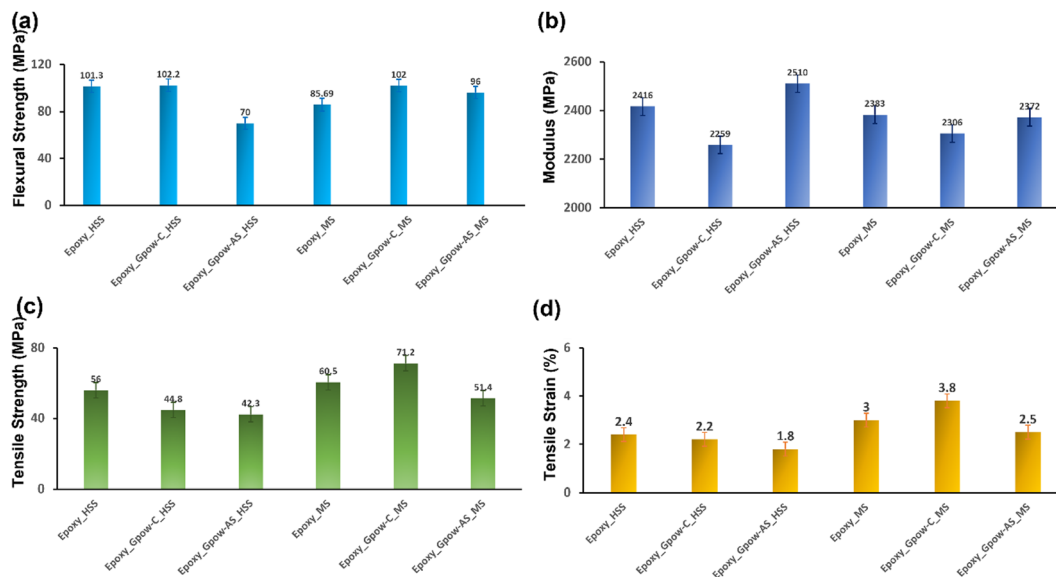 (a)
Flexural Strength (MPa)
120
80
40
0
101.3
102.2
70
85.69
102
96
Epoxy_HSS
Epoxy_Gpow-C_HSS
Epoxy_Gpow-AS_HSS
Epoxy_MS
Epoxy_Gpow-C_MS
Epoxy_Gpow-AS_MS
(b)
Modulus (MPa)
2600
2400
2200
2000
2416
2259
2510
2383
2306
2372
Epoxy_HSS
Epoxy_Gpow-C_HSS
Epoxy_Gpow-AS_HSS
Epoxy_MS
Epoxy_Gpow-C_MS
Epoxy_Gpow-AS_MS
(c)
Tensile Strength (MPa)
80
40
0
56
44.8
42.3
60.5
71.2
51.4
Epoxy_HSS
Epoxy_Gpow-C_HSS
Epoxy_Gpow-AS_HSS
Epoxy_MS
Epoxy_Gpow-C_MS
Epoxy_Gpow-AS_MS
(d)
Tensile Strain (%)
6
4
2
0
2.4
2.2
1.8
3
3.8
2.5
Epoxy_HSS
Epoxy_Gpow-C_HSS
Epoxy_Gpow-AS_HSS
Epoxy_MS
Epoxy_Gpow-C_MS
Epoxy_Gpow-AS_MS